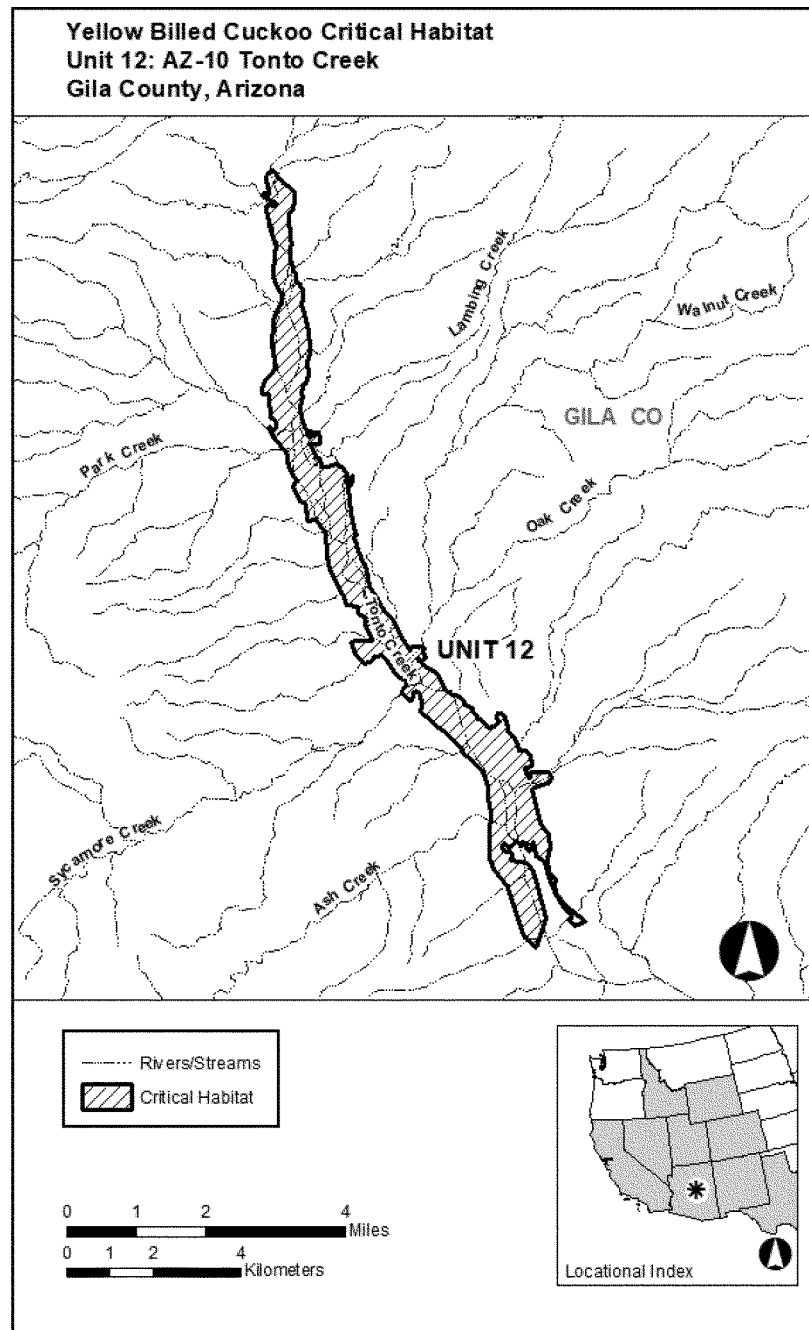 Yellow Billed Cuckoo Critical Habitat
Unit 12: AZ-10 Tonto Creek
Gila County, Arizona
Lambing Creek
Walnut Creek
GILA CO
Park Creek
Oak Creek
Tonto Creek
UNIT 12
Sycamore Creek
Ash Creek
Rivers/Streams
Critical Habitat
0 1 2 4
Miles
0 1 2 4
Kilometers
Locational Index